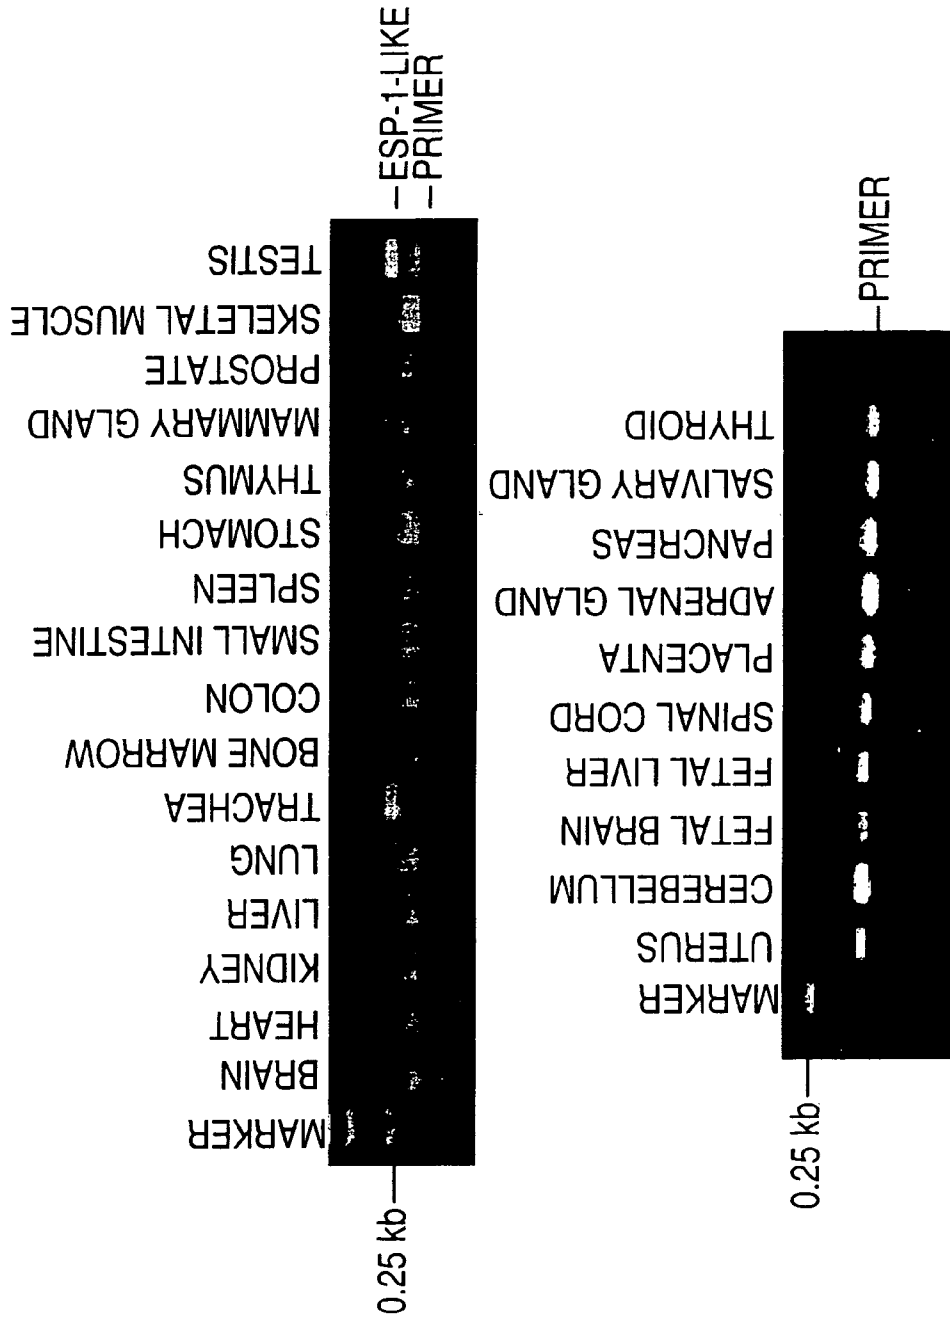 MARKER
BRAIN
HEART
KIDNEY
LIVER
LUNG
TRACHEA
BONE MARROW
COLON
SMALL INTESTINE
SPLEEN
STOMACH
THYMUS
MAMMARY GLAND
PROSTATE
SKELETAL MUSCLE
TESTIS
0.25 kb
ESP-1-LIKE
PRIMER
MARKER
UTERUS
CEREBELLUM
FETAL BRAIN
FETAL LIVER
SPINAL CORD
PLACENTA
ADRENAL GLAND
PANCREAS
SALIVARY GLAND
THYROID
0.25 kb
PRIMER